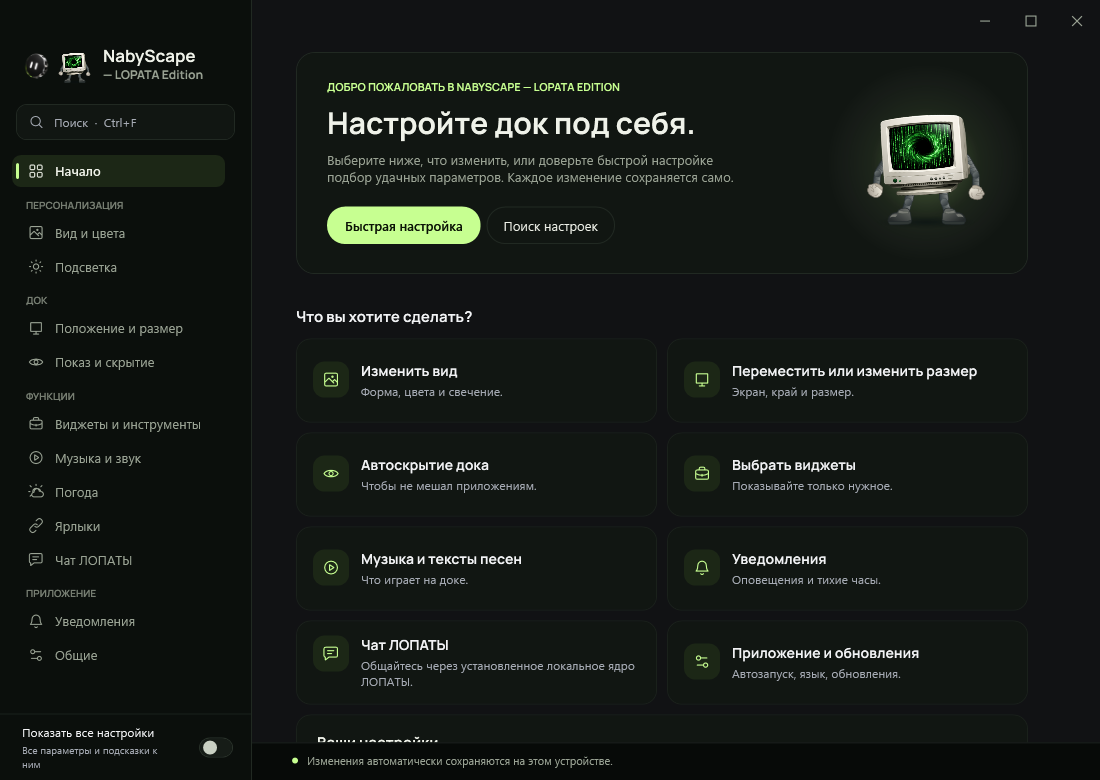 NabyScape
— LOPATA Edition
Поиск · Ctrl+F
Начало
ПЕРСОНАЛИЗАЦИЯ
Вид и цвета
Подсветка
ДОК
Положение и размер
Показ и скрытие
ФУНКЦИИ
Виджеты и инструменты
Музыка и звук
Погода
Ярлыки
Чат ЛОПАТЫ
ПРИЛОЖЕНИЕ
Уведомления
Общие
Показать все настройки
Все параметры и подсказки к
ним
ДОБРО ПОЖАЛОВАТЬ В NABYSCAPE — LOPATA EDITION
Настройте док под себя.
Выберите ниже, что изменить, или доверьте быстрой настройке
подбор удачных параметров. Каждое изменение сохраняется само.
Быстрая настройка
Поиск настроек
Что вы хотите сделать?
Изменить вид
Форма, цвета и свечение.
Переместить или изменить размер
Экран, край и размер.
Автоскрытие дока
Чтобы не мешал приложениям.
Выбрать виджеты
Показывайте только нужное.
Музыка и тексты песен
Что играет на доке.
Уведомления
Оповещения и тихие часы.
Чат ЛОПАТЫ
Общайтесь через установленное локальное ядро
ЛОПАТЫ.
Приложение и обновления
Автозапуск, язык, обновления.
Ваши настройки
Изменения автоматически сохраняются на этом устройстве.